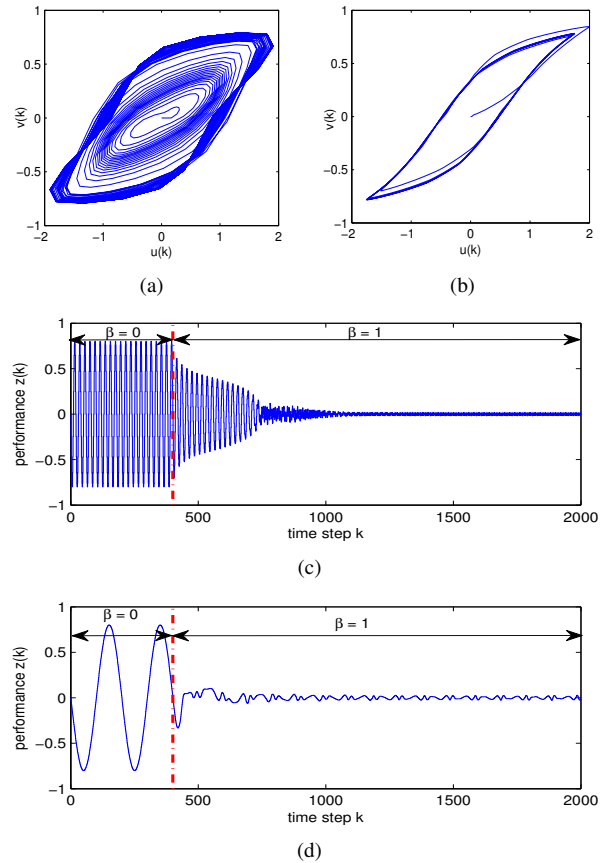 1
0.5
0
−0.5
−1
v(k)
−2
−1
0
1
2
u(k)
(a)
1
0.5
0
−0.5
−1
v(k)
−2
−1
0
1
2
u(k)
(b)
1
0.5
0
−0.5
−1
performance z(k)
β = 0
β = 1
0
500
1000
1500
2000
time step k
(c)
1
0.5
0
−0.5
−1
performance z(k)
β = 0
β = 1
0
500
1000
1500
2000
time step k
(d)